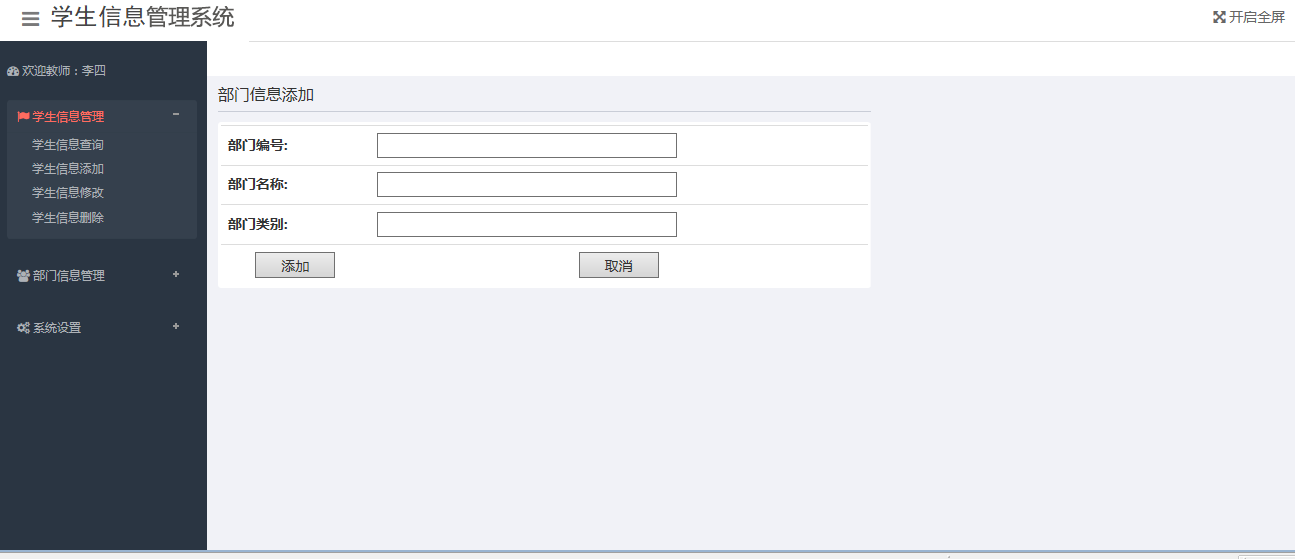 学生信息管理系统
开启全屏
欢迎教师：李四
学生信息管理
学生信息查询
学生信息添加
学生信息修改
学生信息删除
部门信息管理
系统设置
部门信息添加
部门编号:
部门名称:
部门类别:
添加 取消